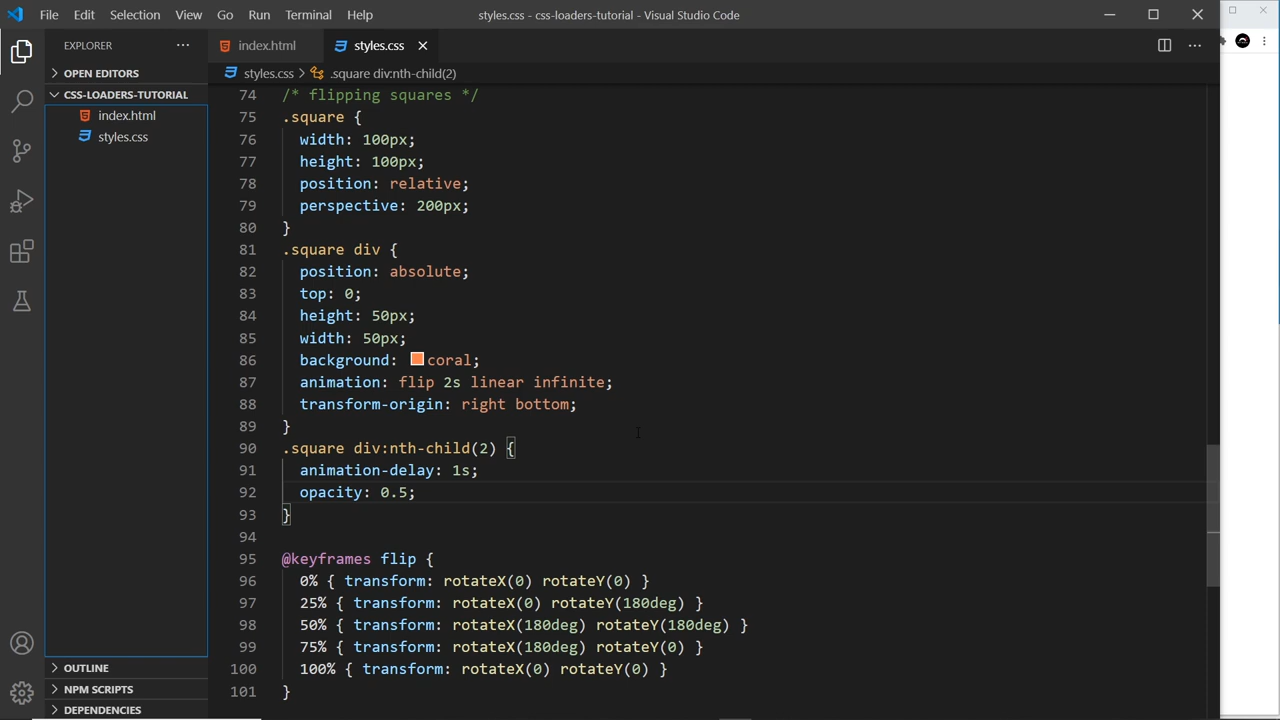 File Edit Selection View Go Run Terminal Help styles.css - css-loaders-tutorial - Visual Studio Code
EXPLORER
index.html
styles.css
OPEN EDITORS
styles.css > .square div:nth-child(2)
CSS-LOADERS-TUTORIAL
index.html
styles.css
OUTLINE
NPM SCRIPTS
DEPENDENCIES
74 /* flipping squares */
75 .square {
76 width: 100px;
77 height: 100px;
78 position: relative;
79 perspective: 200px;
80 }
81 .square div {
82 position: absolute;
83 top: 0;
84 height: 50px;
85 width: 50px;
86 background: coral;
87 animation: flip 2s linear infinite;
88 transform-origin: right bottom;
89 }
90 .square div:nth-child(2) {
91 animation-delay: 1s;
92 opacity: 0.5;
93 }
94
95 @keyframes flip {
96 0% { transform: rotateX(0) rotateY(0) }
97 25% { transform: rotateX(0) rotateY(180deg) }
98 50% { transform: rotateX(180deg) rotateY(180deg) }
99 75% { transform: rotateX(180deg) rotateY(0) }
100 100% { transform: rotateX(0) rotateY(0) }
101 }